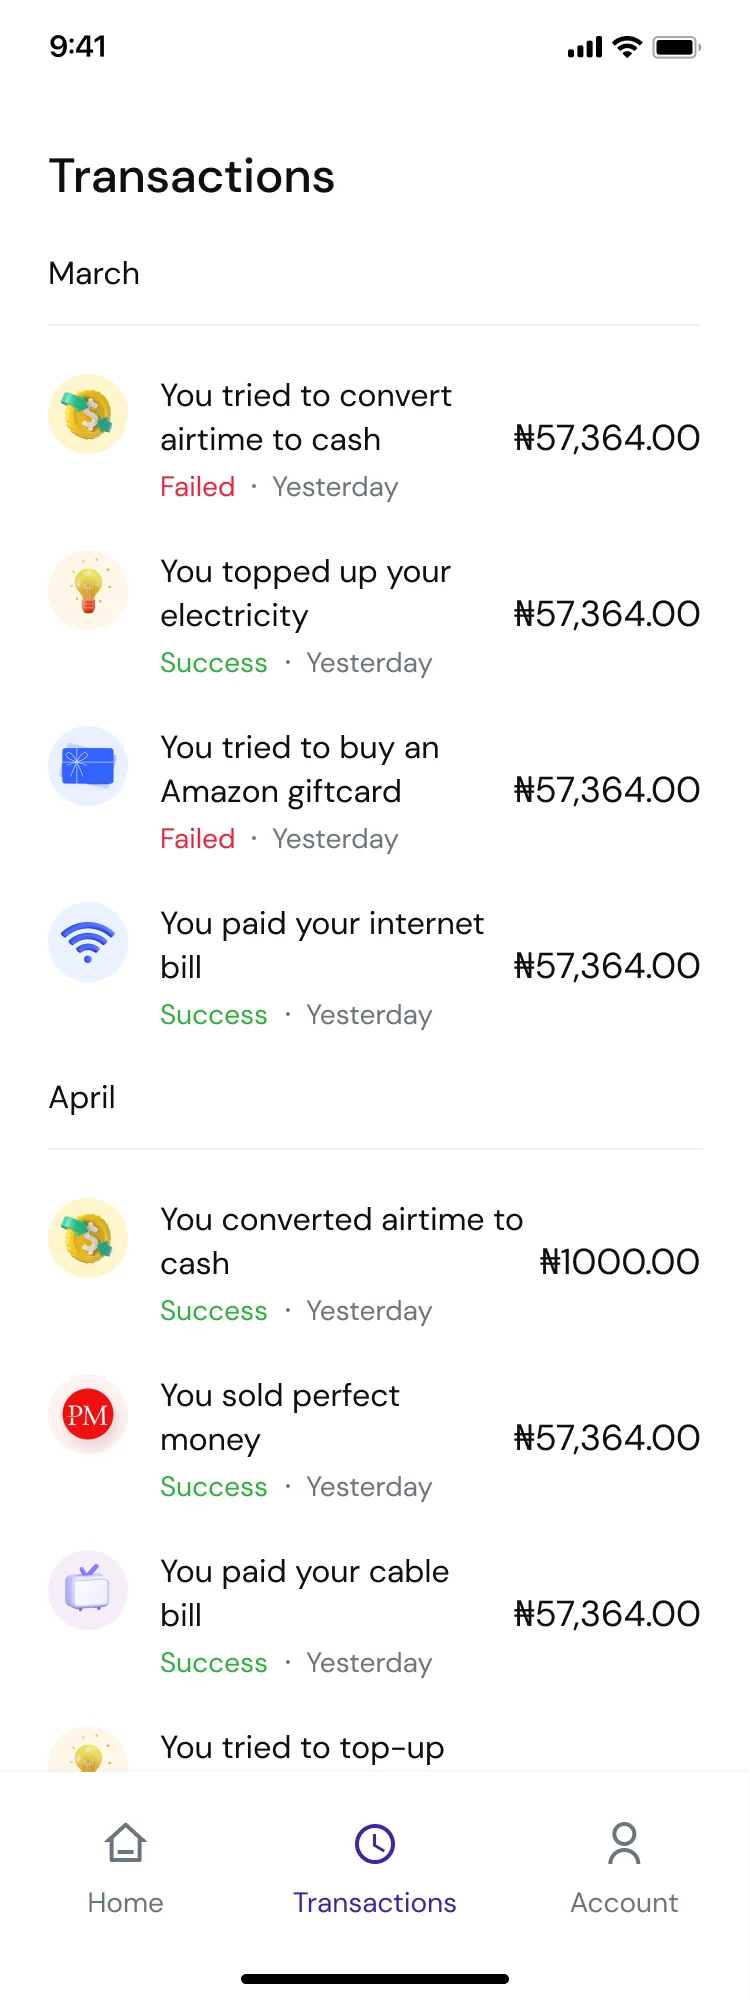 9:41
Transactions
March
You tried to convert
airtime to cash
₦57,364.00
Failed · Yesterday
You topped up your
electricity
₦57,364.00
Success · Yesterday
You tried to buy an
Amazon giftcard
₦57,364.00
Failed · Yesterday
You paid your internet
bill
₦57,364.00
Success · Yesterday
April
You converted airtime to
cash
₦1000.00
Success · Yesterday
PM
You sold perfect
money
₦57,364.00
Success · Yesterday
You paid your cable
bill
₦57,364.00
Success · Yesterday
You tried to top-up
Home
Transactions
Account